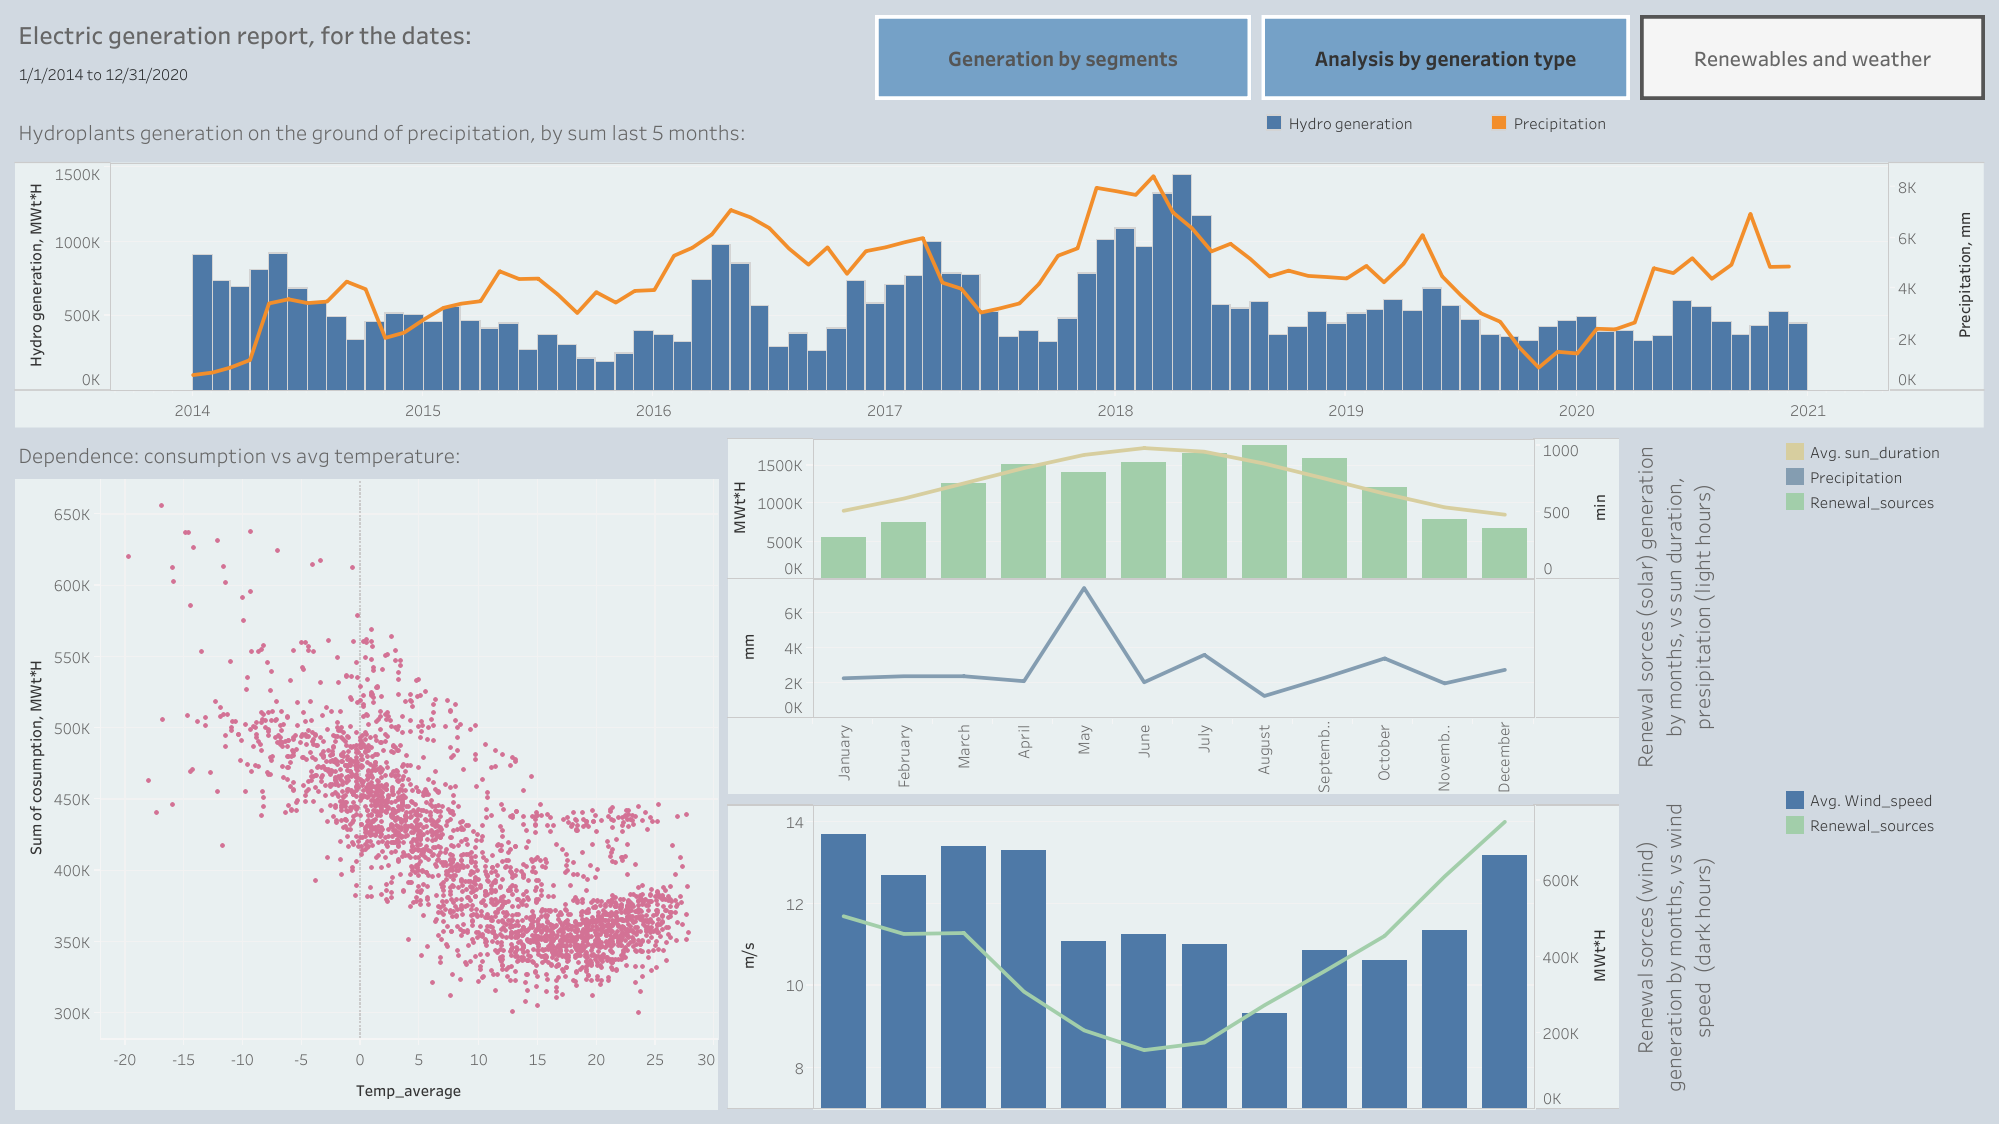 Electric generation report, for the dates:
1/1/2014 to 12/31/2020
Generation by segments
Analysis by generation type
Renewables and weather
Hydroplants generation on the ground of precipitation, by sum last 5 months:
Hydro generation
Precipitation
Hydro generation, MWt*H
1500K
1000K
500K
0K
8K
6K
4K
2K
0K
Precipitation, mm
2014
2015
2016
2017
2018
2019
2020
2021
Dependence: consumption vs avg temperature:
Sum of cosumption, MWt*H
650K
600K
550K
500K
450K
400K
350K
300K
-20
-15
-10
-5
0
5
10
15
20
25
30
Temp_average
MWt*H
1500K
1000K
500K
0K
1000
500
0
min
mm
6K
4K
2K
0K
January
February
March
April
May
June
July
August
Septemb..
October
Novemb..
December
Renewal sorces (solar) generation
by months, vs sun duration,
presipitation (light hours)
Avg. sun_duration
Precipitation
Renewal_sources
m/s
14
12
10
8
600K
400K
200K
0K
MWt*H
Renewal sorces (wind)
generation by months, vs wind
speed (dark hours)
Avg. Wind_speed
Renewal_sources